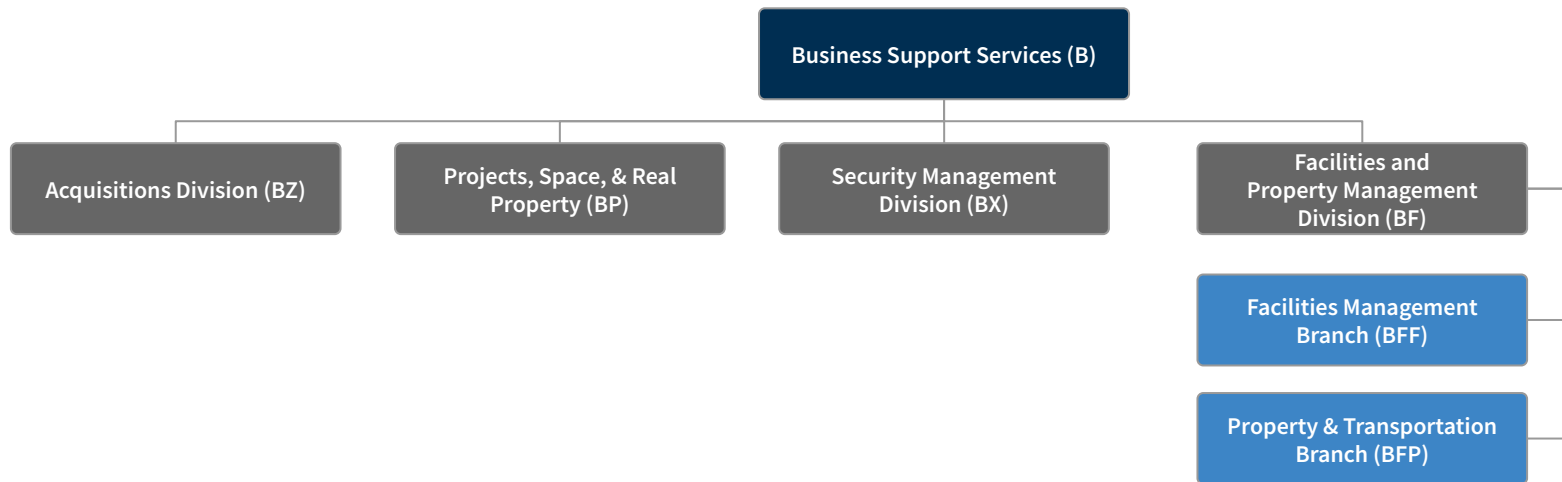 Business Support Services (B)
Acquisitions Division (BZ)
Projects, Space, & Real
Property (BP)
Security Management
Division (BX)
Facilities and
Property Management
Division (BF)
Facilities Management
Branch (BFF)
Property & Transportation
Branch (BFP)